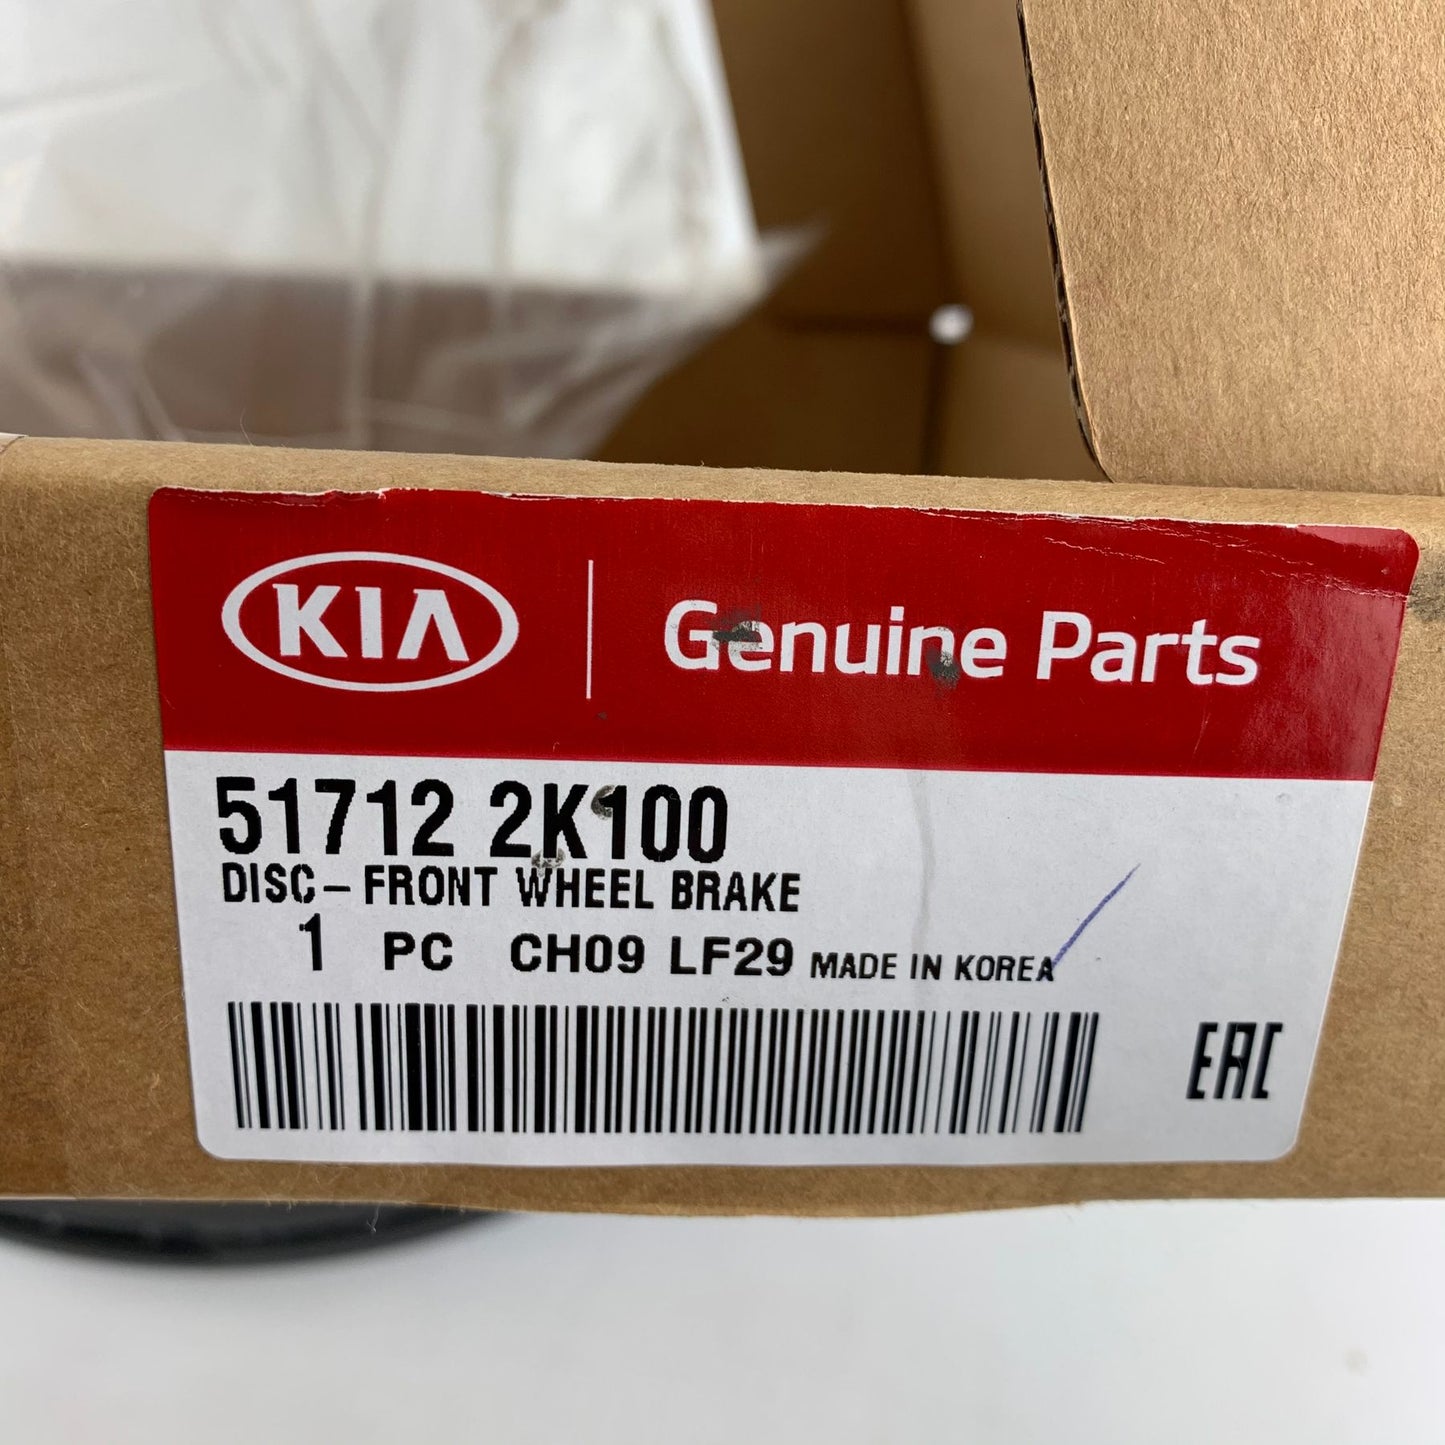 KIA Genuine Parts
51712 2K100
DISC-FRONT WHEEL BRAKE
1 PC CH09 LF29 MADE IN KOREA
EAC